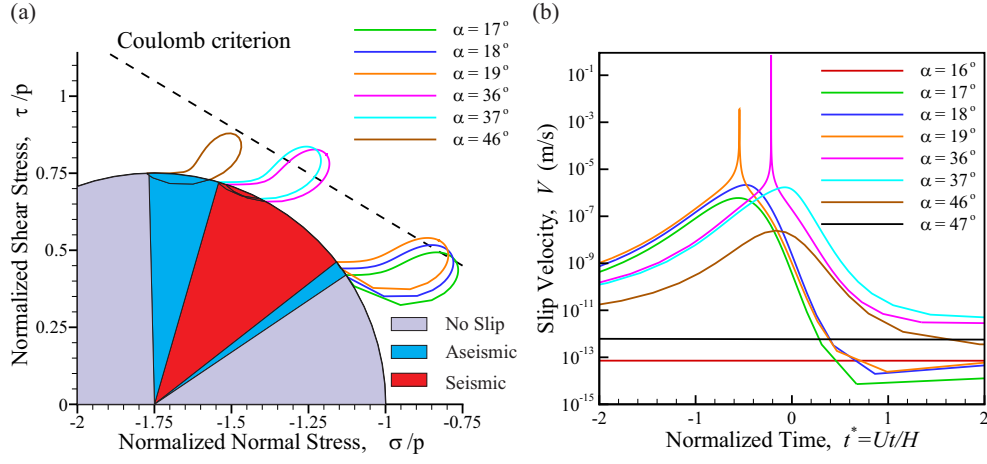 (a)
Coulomb criterion
α = 17°
α = 18°
α = 19°
α = 36°
α = 37°
α = 46°
Normalized Shear Stress, τ /p
1
0.75
0.5
0.25
0
No Slip
Aseismic
Seismic
-2 -1.75 -1.5 -1.25 -1 -0.75
Normalized Normal Stress, σ /p
(b)
α = 16°
α = 17°
α = 18°
α = 19°
α = 36°
α = 37°
α = 46°
α = 47°
Slip Velocity, V (m/s)
10⁻¹
10⁻³
10⁻⁵
10⁻⁷
10⁻⁹
10⁻¹¹
10⁻¹³
10⁻¹⁵
-2 -1 0 1 2
Normalized Time, t*=Ut/H